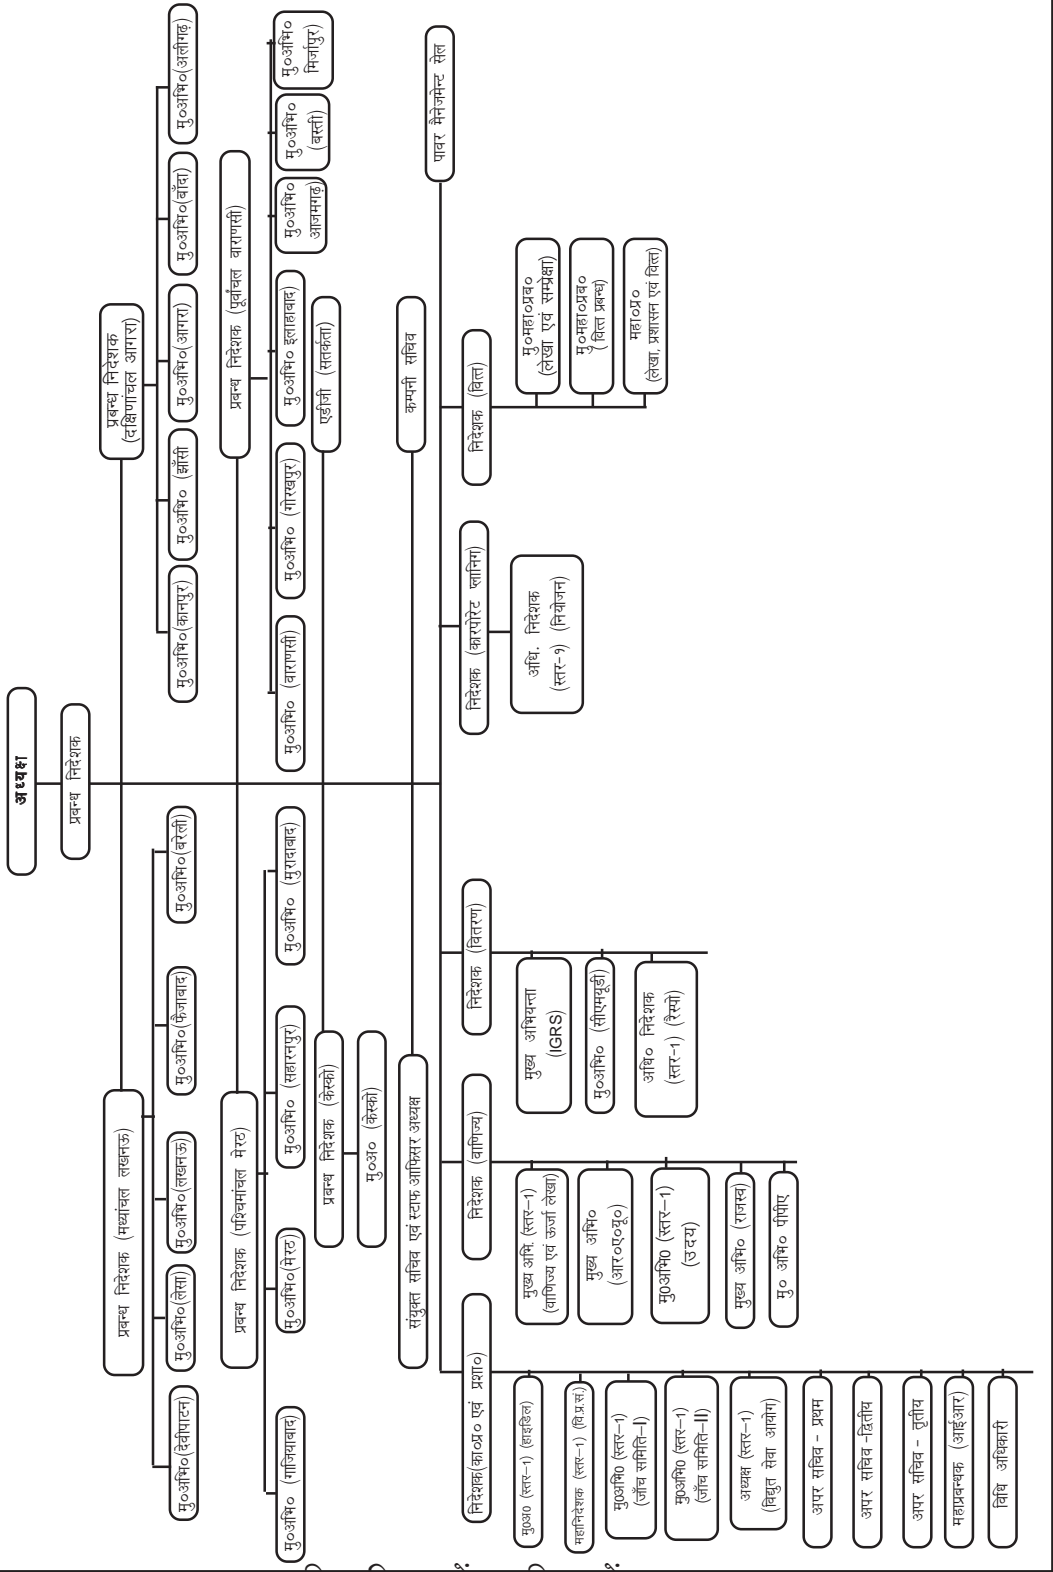 अध्यक्ष
प्रबन्ध निदेशक
प्रबन्ध निदेशक (मध्यांचल लखनऊ)
मु०अभि०(देवीपाटन)
मु०अभि०(लेसा)
मु०अभि०(लखनऊ)
मु०अभि०(फैजाबाद)
मु०अभि०(बरेली)
प्रबन्ध निदेशक
(दक्षिणांचल आगरा)
मु०अभि०(कानपुर)
मु०अभि० (झाँसी
मु०अभि०(आगरा)
मु०अभि०(बाँदा)
मु०अभि०(अलीगढ़)
प्रबन्ध निदेशक (पश्चिमांचल मेरठ)
मु०अभि० (गाजियाबाद)
मु०अभि०(मेरठ)
मु०अभि० (सहारनपुर)
मु०अभि० (मुरादाबाद)
प्रबन्ध निदेशक (पूर्वांचल वाराणसी)
मु०अभि० (वाराणसी)
मु०अभि० (गोरखपुर)
मु०अभि० इलाहाबाद)
मु०अभि०
आजमगढ़)
मु०अभि०
(बस्ती)
मु०अभि०
मिर्जापुर)
प्रबन्ध निदेशक (केस्को)
मु०अ० (केस्को)
एडीजी (सतर्कता)
संयुक्त सचिव एवं स्टाफ आफिसर अध्यक्ष
कम्पनी सचिव
पावर मैनेजमेन्ट सेल
निदेशक(का०प्र० एवं प्रशा०)
मु0अ0 (स्तर–1) (हाइडिल)
महानिदेशक (स्तर–1) (वि.प्र.सं.)
मु0अभि0 (स्तर–1)
(जाँच समिति–I)
मु0अभि0 (स्तर–1)
(जाँच समिति–II)
अध्यक्ष (स्तर–1)
(विद्युत सेवा आयोग)
अपर सचिव - प्रथम
अपर सचिव -द्वितीय
अपर सचिव - तृतीय
महाप्रबन्धक (आईआर)
विधि अधिकारी
निदेशक (वाणिज्य)
मुख्य अभि. (स्तर–1)
(वाणिज्य एवं ऊर्जा लेखा)
मुख्य अभि०
(आर०ए०यू०)
मु0अभि0 (स्तर–1)
(उदय)
मुख्य अभि० (राजस्व)
मु० अभि० पीपीए
निदेशक (वितरण)
मुख्य अभियन्ता
(IGRS)
मु०अभि० (सीएमयूडी)
अधि० निदेशक
(स्तर-1) (रैस्पो)
निदेशक (कारपोरेट प्लानिग)
अधि. निदेशक
(स्तर-१) (नियोजन)
निदेशक (वित्त)
मु०महा०प्रब०
(लेखा एवं सम्प्रेक्षा)
मु०महा०प्रब०
( वित्त प्रबन्ध)
महा०प्र०
(लेखा, प्रशासन एवं वित्त)